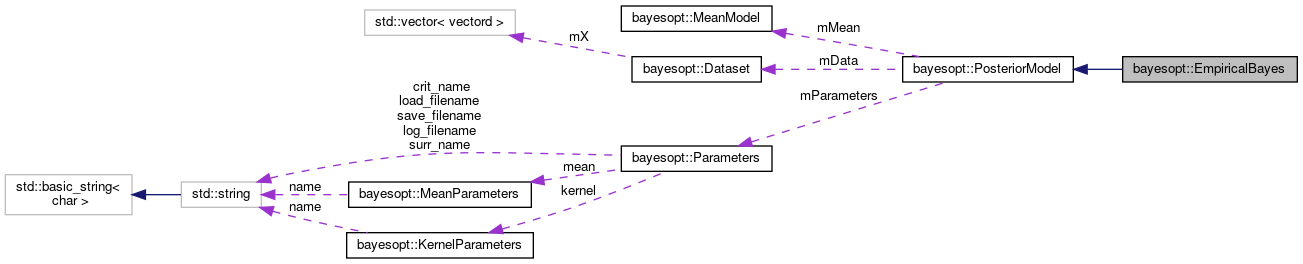 std::vector< vectord >
bayesopt::MeanModel
mX
mMean
bayesopt::Dataset
mData
bayesopt::PosteriorModel
bayesopt::EmpiricalBayes
crit_name
load_filename
save_filename
log_filename
surr_name
mParameters
bayesopt::Parameters
mean
kernel
std::basic_string<
char >
std::string
name
name
bayesopt::MeanParameters
bayesopt::KernelParameters